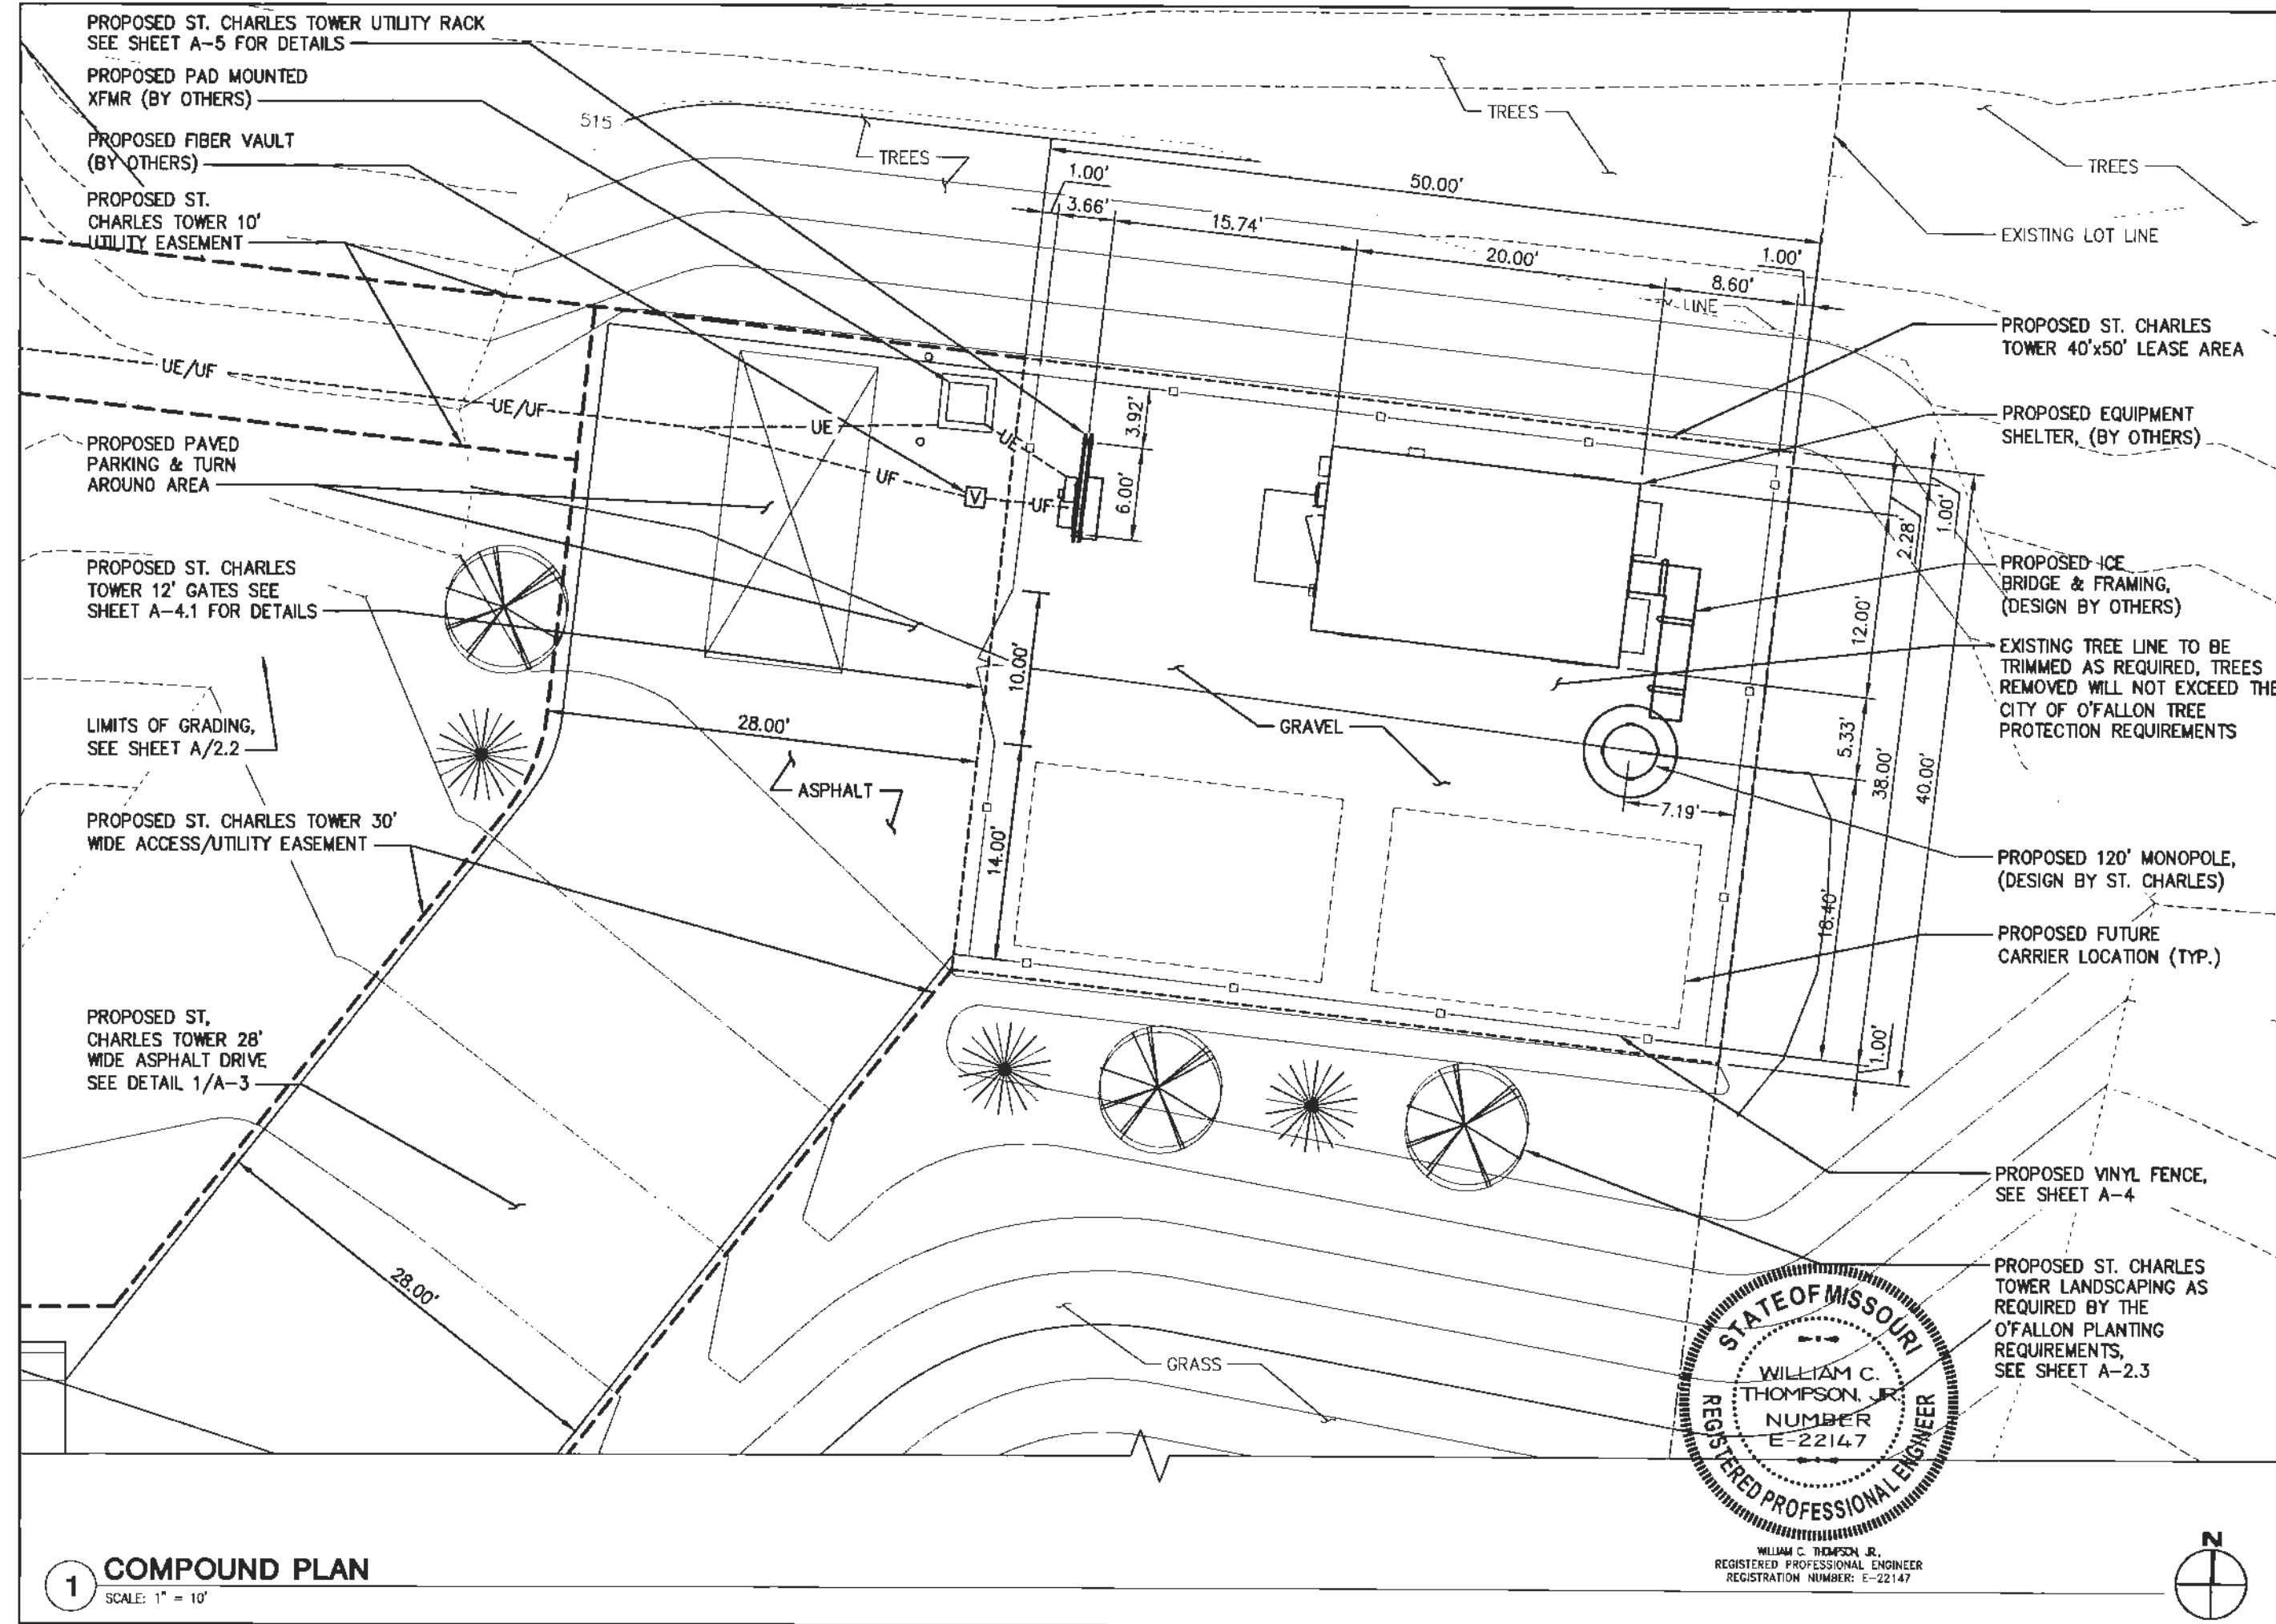 PROPOSED ST. CHARLES TOWER UTILITY RACK
SEE SHEET A-5 FOR DETAILS
PROPOSED PAD MOUNTED
XFMR (BY OTHERS)
PROPOSED FIBER VAULT
(BY OTHERS)
PROPOSED ST.
CHARLES TOWER 10'
UTILITY EASEMENT
UE/UF
UE/UF
PROPOSED PAVED
PARKING & TURN
AROUND AREA
PROPOSED ST. CHARLES
TOWER 12' GATES SEE
SHEET A-4.1 FOR DETAILS
LIMITS OF GRADING,
SEE SHEET A/2.2
PROPOSED ST. CHARLES TOWER 30'
WIDE ACCESS/UTILITY EASEMENT
PROPOSED ST,
CHARLES TOWER 28'
WIDE ASPHALT DRIVE
SEE DETAIL 1/A-3
28.00'
515
TREES
TREES
TREES
1.00'
50.00'
3.66'
15.74'
20.00'
1.00'
8.60'
LINE
UE
UE
UF
V
UF
3.92'
6.00'
10.00'
28.00'
ASPHALT
14.00'
GRAVEL
7.19'
2.28'
1.00'
12.00'
5.33'
38.00'
40.00'
18.40'
1.00'
GRASS
EXISTING LOT LINE
PROPOSED ST. CHARLES
TOWER 40'x50' LEASE AREA
PROPOSED EQUIPMENT
SHELTER, (BY OTHERS)
PROPOSED ICE
BRIDGE & FRAMING,
(DESIGN BY OTHERS)
EXISTING TREE LINE TO BE
TRIMMED AS REQUIRED, TREES
REMOVED WILL NOT EXCEED THE
CITY OF O'FALLON TREE
PROTECTION REQUIREMENTS
PROPOSED 120' MONOPOLE,
(DESIGN BY ST. CHARLES)
PROPOSED FUTURE
CARRIER LOCATION (TYP.)
PROPOSED VINYL FENCE,
SEE SHEET A-4
PROPOSED ST. CHARLES
TOWER LANDSCAPING AS
REQUIRED BY THE
O'FALLON PLANTING
REQUIREMENTS,
SEE SHEET A-2.3
STATE OF MISSOURI
WILLIAM C.
THOMPSON, JR.
NUMBER
E-22147
REGISTERED PROFESSIONAL ENGINEER
WILLIAM C. THOMPSON, JR.
REGISTERED PROFESSIONAL ENGINEER
REGISTRATION NUMBER: E-22147
N
1 COMPOUND PLAN
SCALE: 1" = 10'